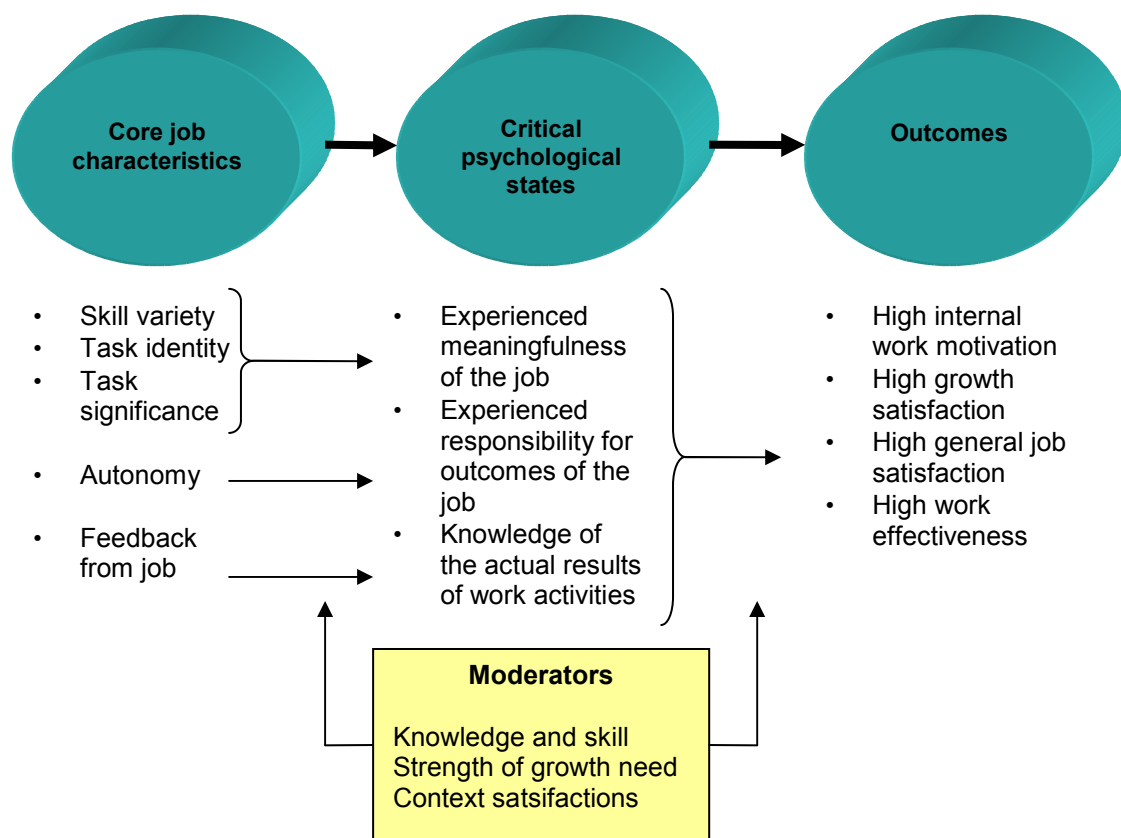 Core job
characteristics
Critical
psychological
states
Outcomes
• Skill variety
• Task identity
• Task
significance
• Autonomy
• Feedback
from job
• Experienced
meaningfulness
of the job
• Experienced
responsibility for
outcomes of the
job
• Knowledge of
the actual results
of work activities
• High internal
work motivation
• High growth
satisfaction
• High general job
satisfaction
• High work
effectiveness
Moderators
Knowledge and skill
Strength of growth need
Context satsifactions